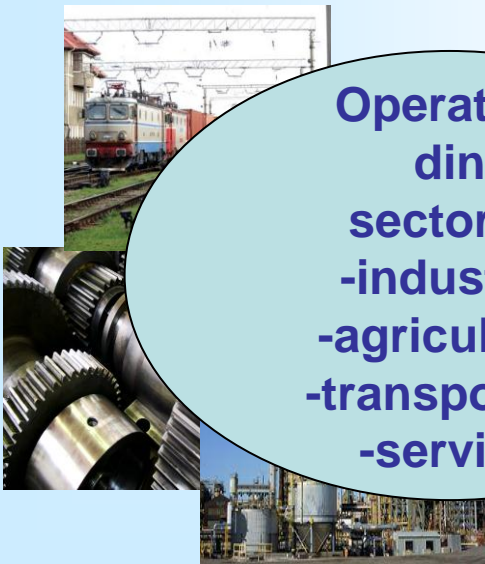 Operat
din
sector
-indust
-agricul
-transpo
-servi